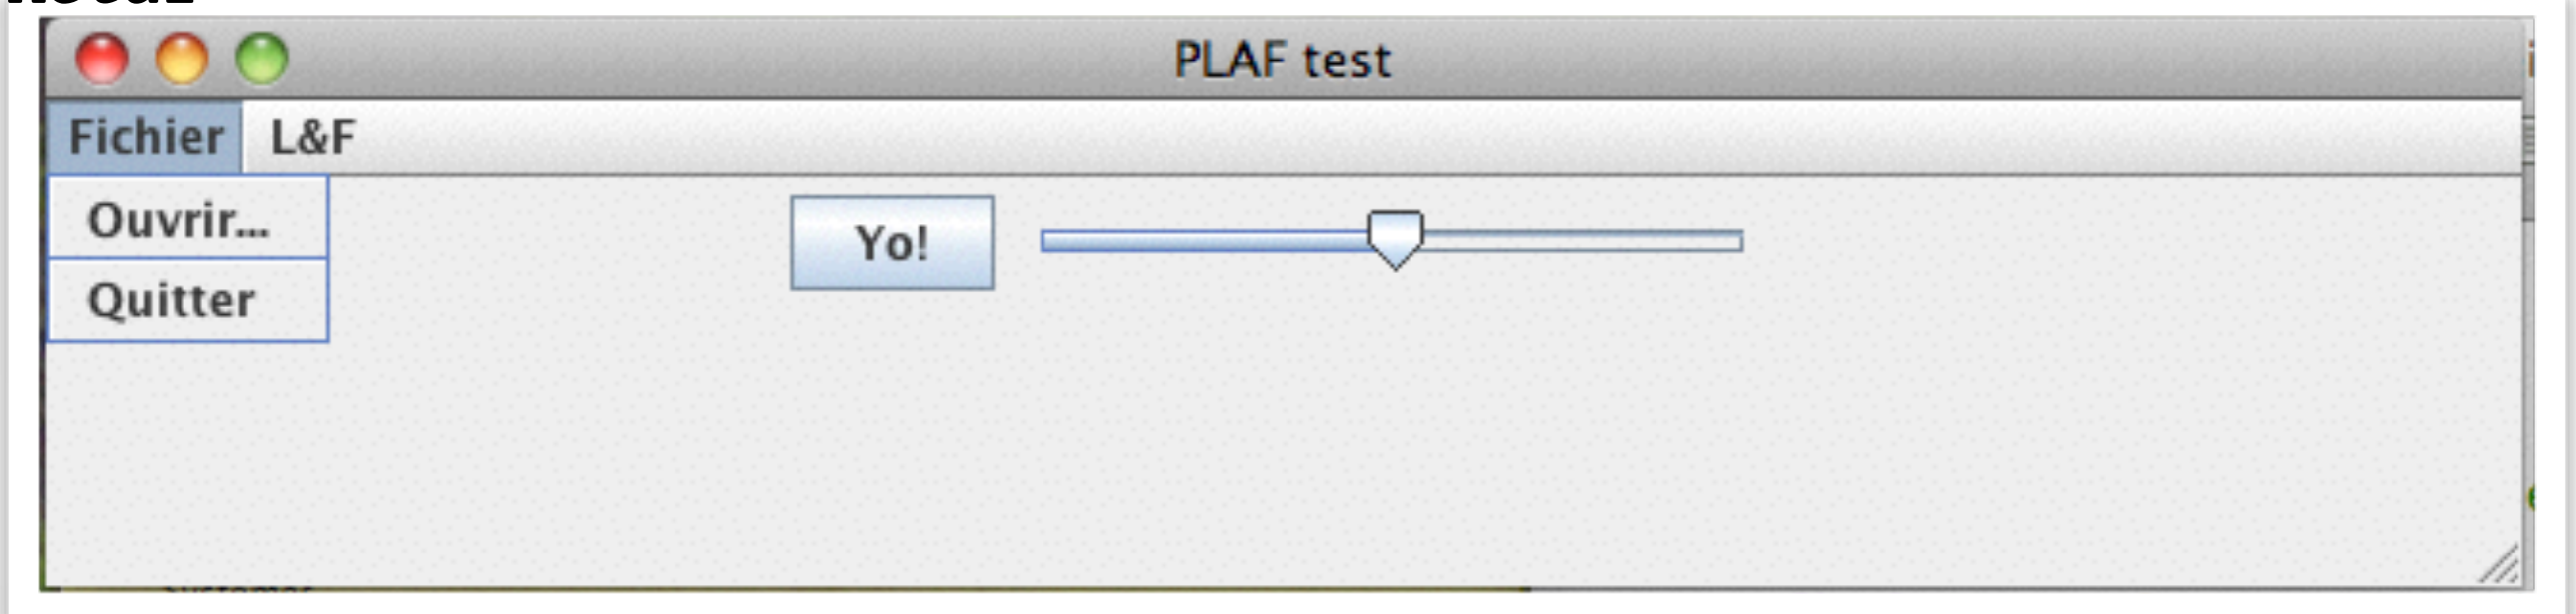 PLAF test
Fichier L&F
Ouvrir...
Yo!
Quitter